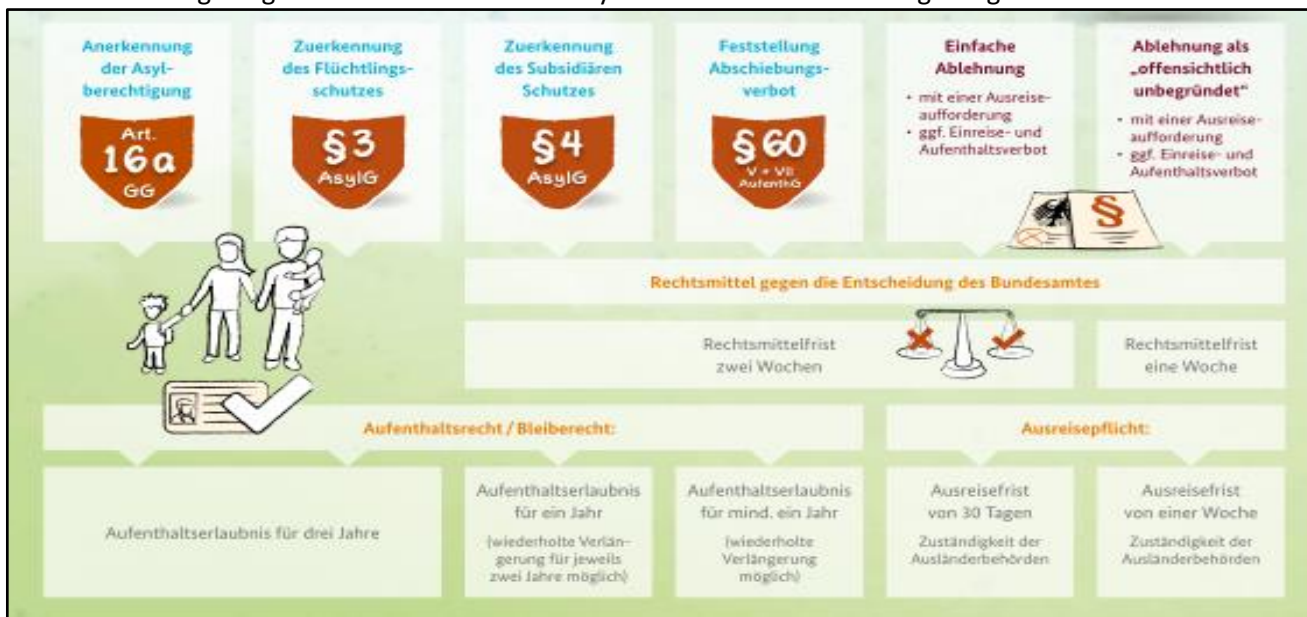 Anerkennung
der Asyl-
berechtigung
Art.
16a
GG
Zuerkennung
des Flüchtlings-
schutzes
§3
AsylG
Zuerkennung
des Subsidiären
Schutzes
§4
AsylG
Feststellung
Abschiebungs-
verbot
§60
V + VII
AufenthG
Einfache
Ablehnung
• mit einer Ausreise-
aufforderung
• ggf. Einreise- und
Aufenthaltsverbot
Ablehnung als
„offensichtlich
unbegründet“
• mit einer Ausreise-
aufforderung
• ggf. Einreise- und
Aufenthaltsverbot
§
Rechtsmittel gegen die Entscheidung des Bundesamtes
Rechtsmittelfrist
zwei Wochen
Rechtsmittelfrist
eine Woche
Aufenthaltsrecht / Bleiberecht:
Ausreisepflicht:
Aufenthaltserlaubnis für drei Jahre
Aufenthaltserlaubnis
für ein Jahr
(wiederholte Verlän-
gerung für jeweils
zwei Jahre möglich)
Aufenthaltserlaubnis
für mind. ein Jahr
(wiederholte
Verlängerung
möglich)
Ausreisefrist
von 30 Tagen
Zuständigkeit der
Ausländerbehörden
Ausreisefrist
von einer Woche
Zuständigkeit der
Ausländerbehörden